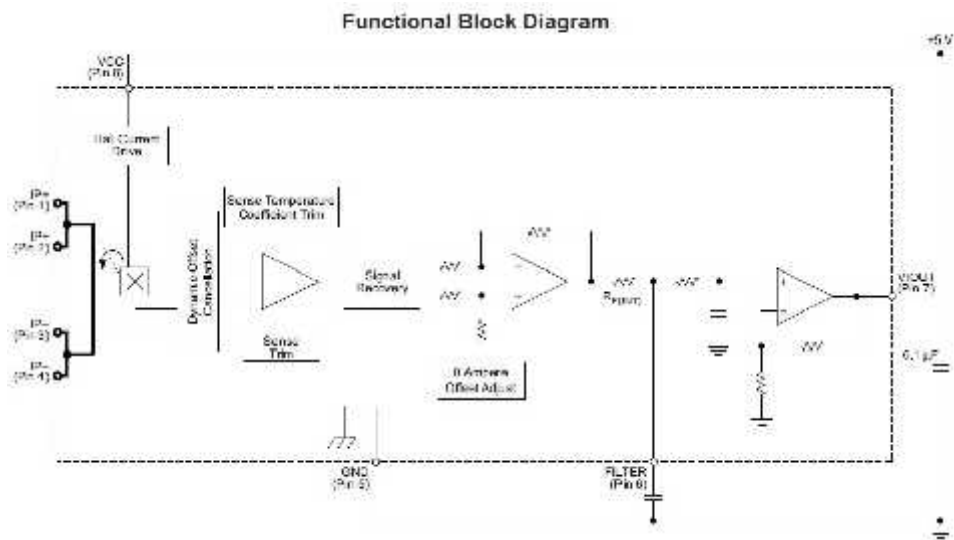 Functional Block Diagram
+5 V
VCC
(Pin 8)
Hall Current
Drive
IP+
(Pin 1)
IP+
(Pin 2)
IP−
(Pin 3)
IP−
(Pin 4)
Dynamic Offset
Cancellation
Sense Temperature
Coefficient Trim
Sense
Trim
Signal
Recovery
0 Ampere
Offset Adjust
RF(INT)
VIOUT
(Pin 7)
0.1 µF
GND
(Pin 5)
FILTER
(Pin 6)